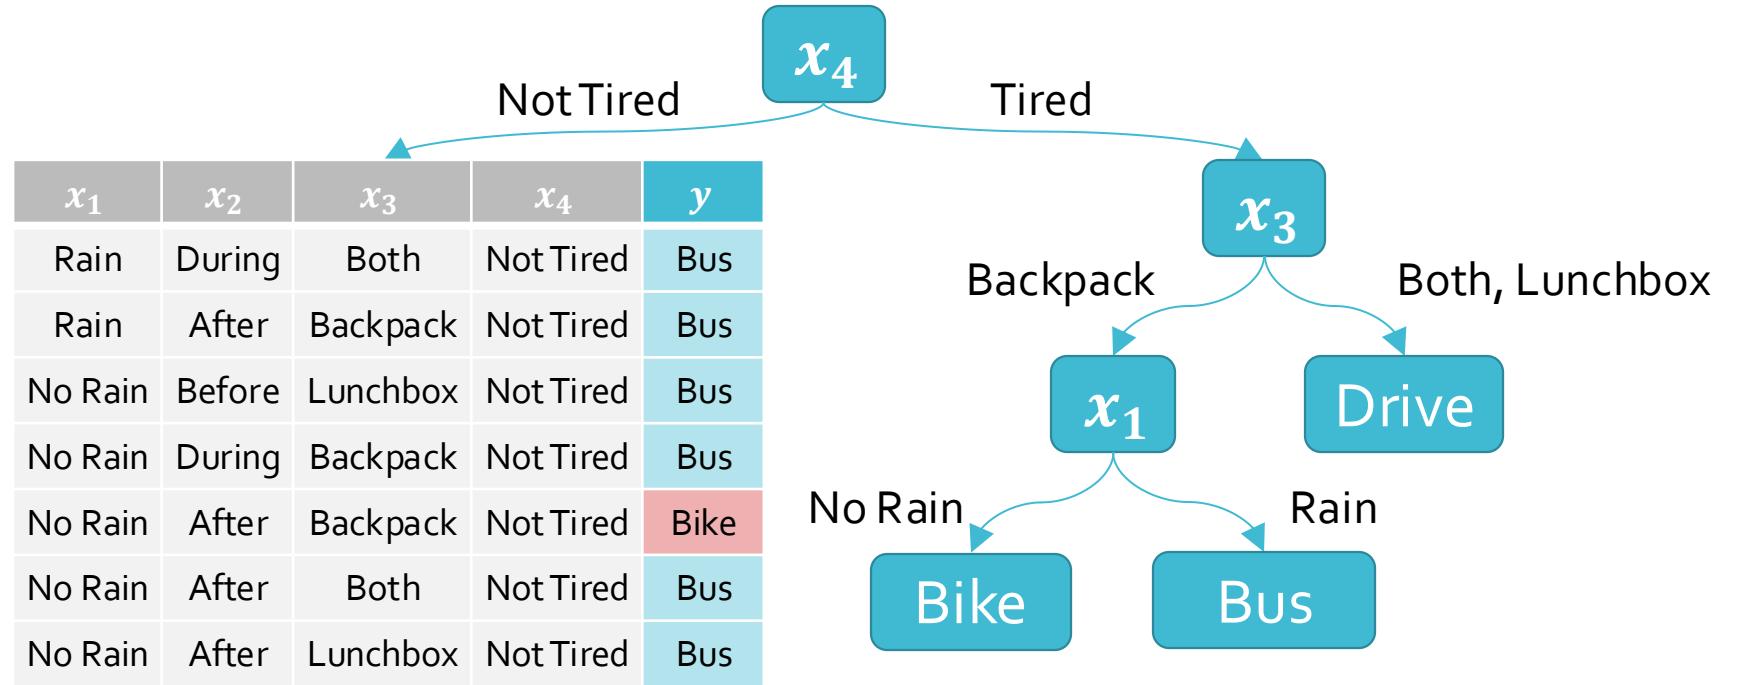 x₄
Not Tired
Tired
x₁ x₂ x₃ x₄ y
Rain During Both Not Tired Bus
Rain After Backpack Not Tired Bus
No Rain Before Lunchbox Not Tired Bus
No Rain During Backpack Not Tired Bus
No Rain After Backpack Not Tired Bike
No Rain After Both Not Tired Bus
No Rain After Lunchbox Not Tired Bus
x₃
Backpack
Both, Lunchbox
x₁
Drive
No Rain
Rain
Bike
Bus